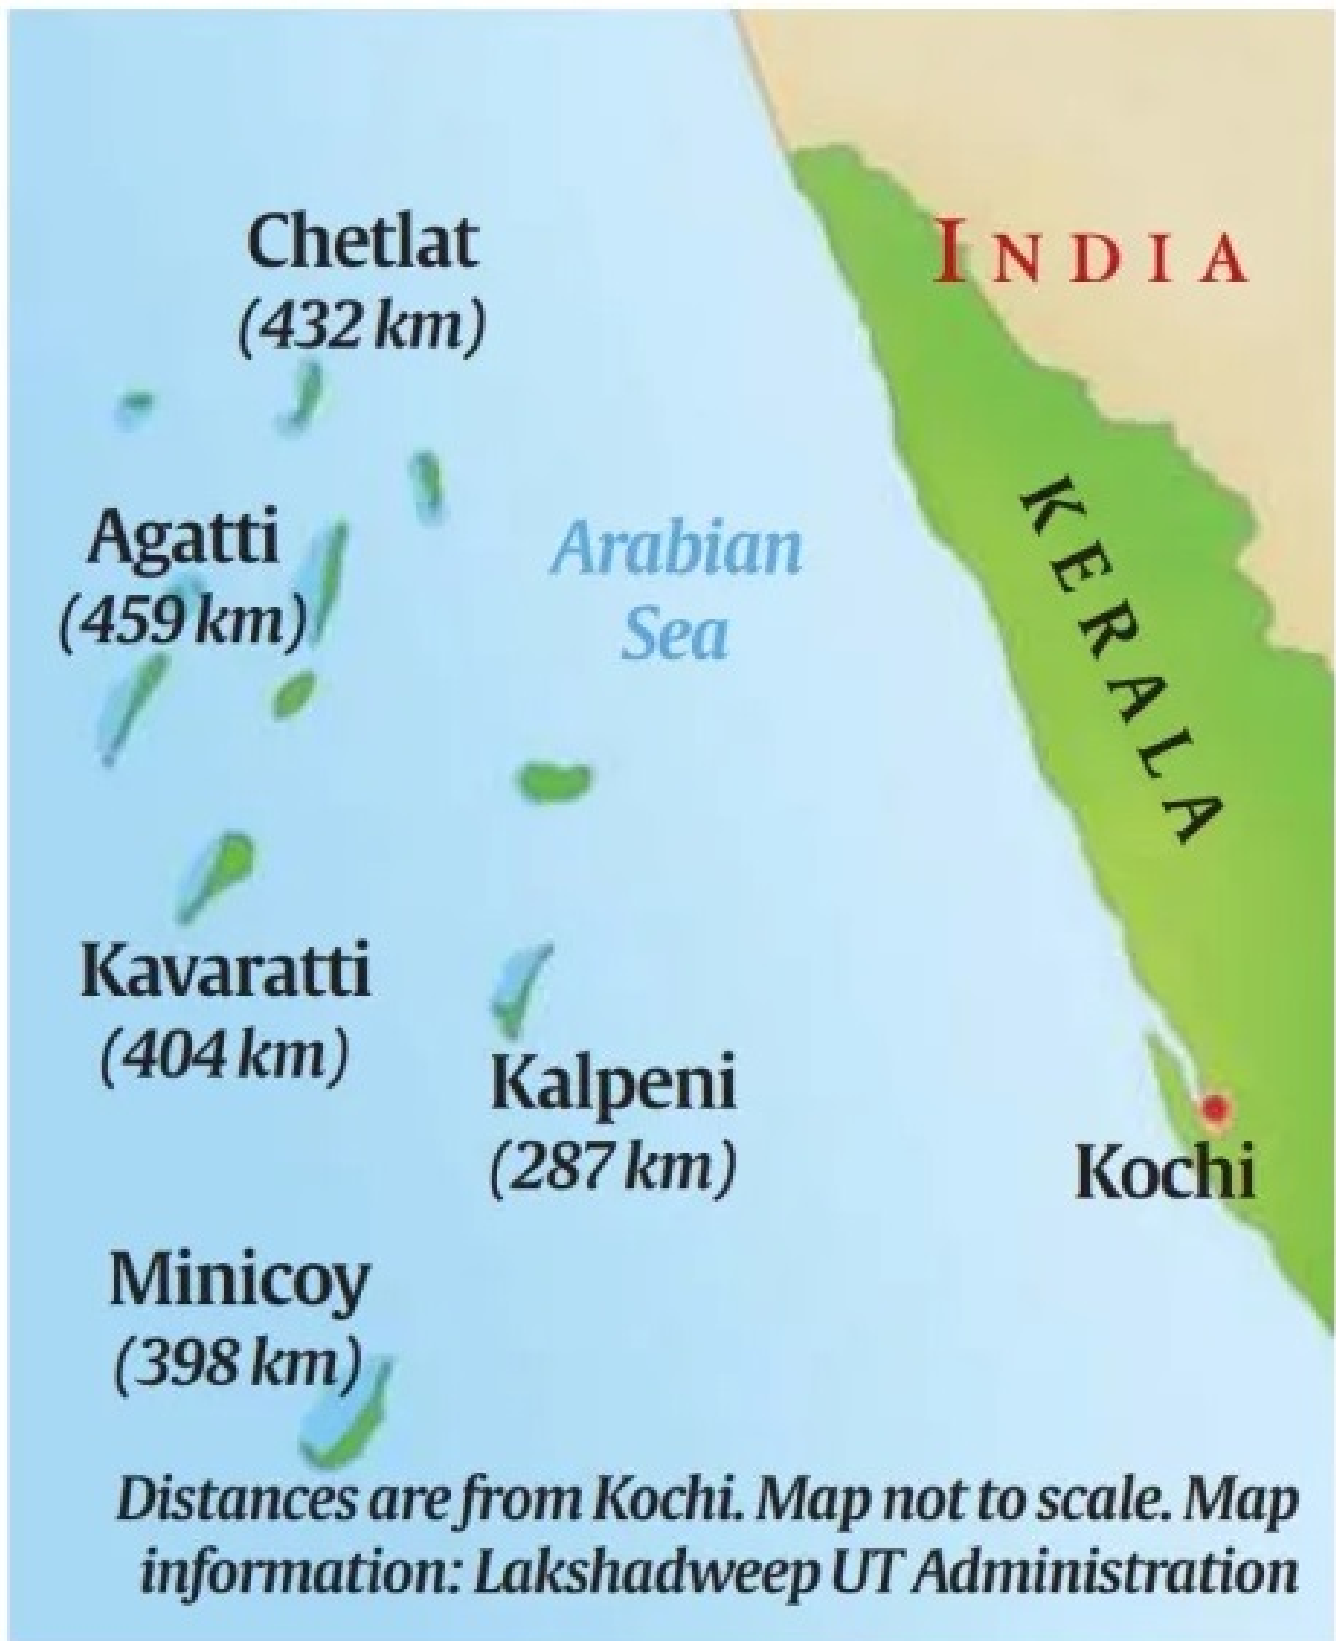 Chetlat
(432 km)
INDIA
Agatti
(459 km)
Arabian
Sea
KERALA
Kavaratti
(404 km)
Kalpeni
(287 km)
Kochi
Minicoy
(398 km)
Distances are from Kochi. Map not to scale. Map
information: Lakshadweep UT Administration